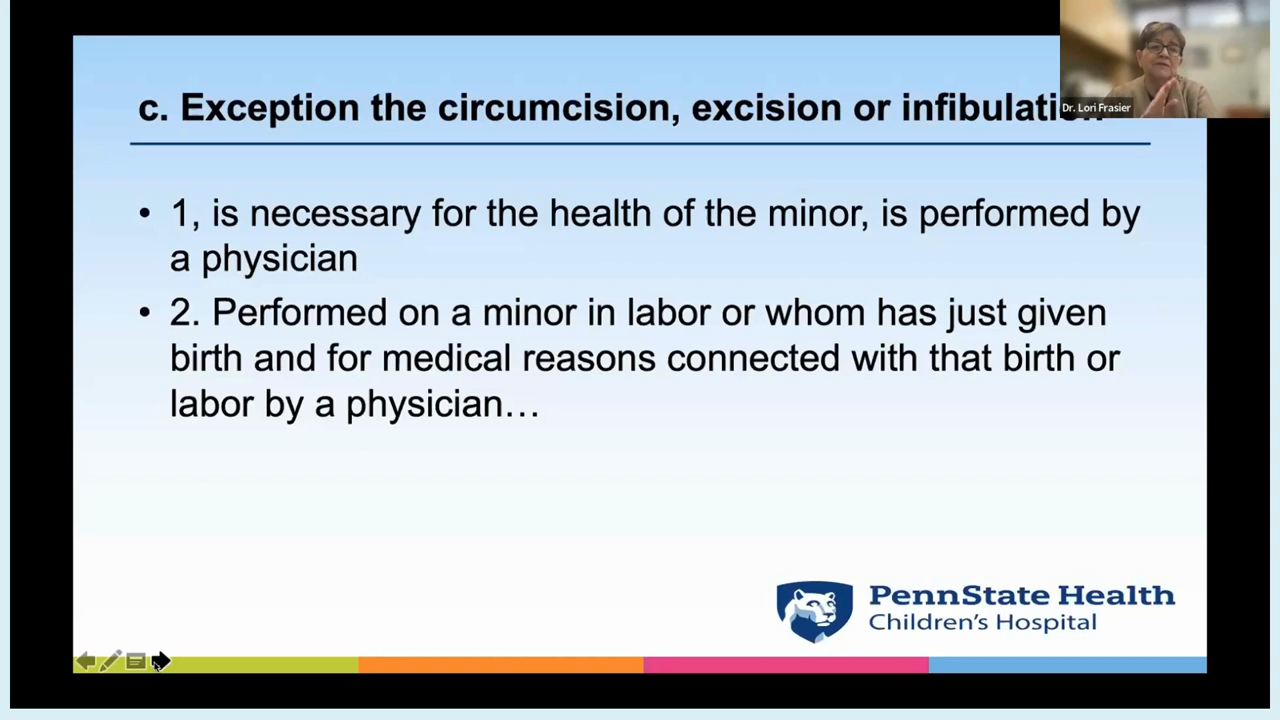 c. Exception the circumcision, excision or
Dr. Lori Frasier
• 1, is necessary for the health of the minor, is performed by
a physician
• 2. Performed on a minor in labor or whom has just given
birth and for medical reasons connected with that birth or
labor by a physician…
PennState Health
Children's Hospital